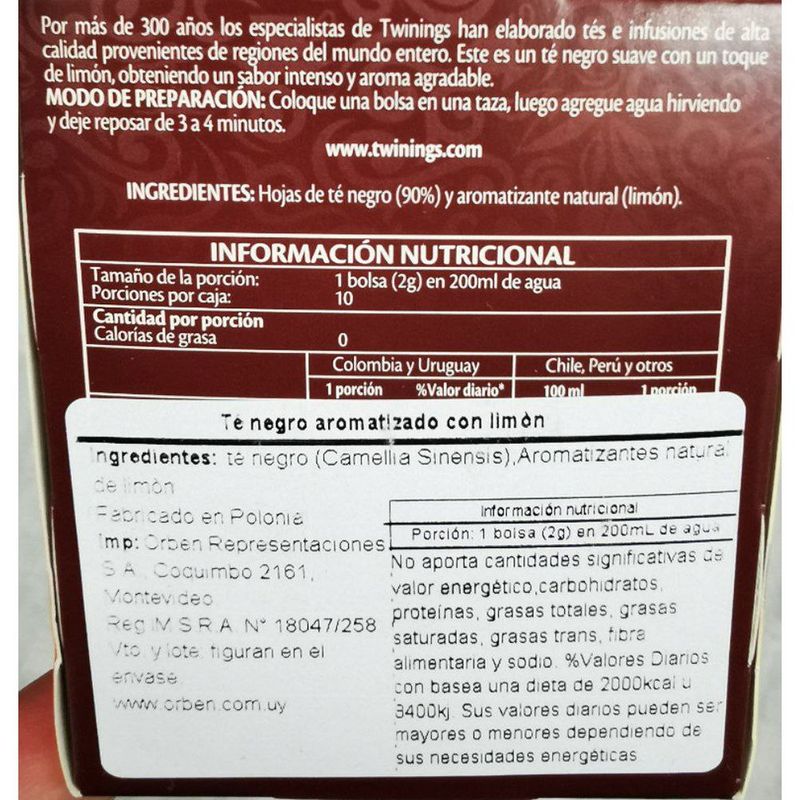 Por más de 300 años los especialistas de Twinings han elaborado tés e infusiones de alta
calidad provenientes de regiones del mundo entero. Este es un té negro suave con un toque
de limón, obteniendo un sabor intenso y aroma agradable.
MODO DE PREPARACIÓN: Coloque una bolsa en una taza, luego agregue agua hirviendo
y deje reposar de 3 a 4 minutos.
www.twinings.com
INGREDIENTES: Hojas de té negro (90%) y aromatizante natural (limón).
INFORMACIÓN NUTRICIONAL
Tamaño de la porción: 1 bolsa (2g) en 200ml de agua
Porciones por caja: 10
Cantidad por porción
Calorías de grasa 0
Colombia y Uruguay Chile, Perú y otros
1 porción %Valor diario* 100 ml 1 porción
Té negro aromatizado con limón
Ingredientes: té negro (Camellia Sinensis),Aromatizantes natural
de limón
Fabricado en Polonia
Imp: Orben Representaciones
S.A. Coquimbo 2161,
Montevideo
Reg.M.S.R.A. N° 18047/258
Vto. y lote: figuran en el
envase
www.orben.com.uy
Información nutricional
Porción: 1 bolsa (2g) en 200mL de agua
No aporta cantidades significativas de
valor energético,carbohidratos,
proteínas, grasas totales, grasas
saturadas, grasas trans, fibra
alimentaria y sodio. %Valores Diarios
con basea una dieta de 2000kcal u
8400kj. Sus valores diarios pueden ser
mayores o menores dependiendo de
sus necesidades energéticas